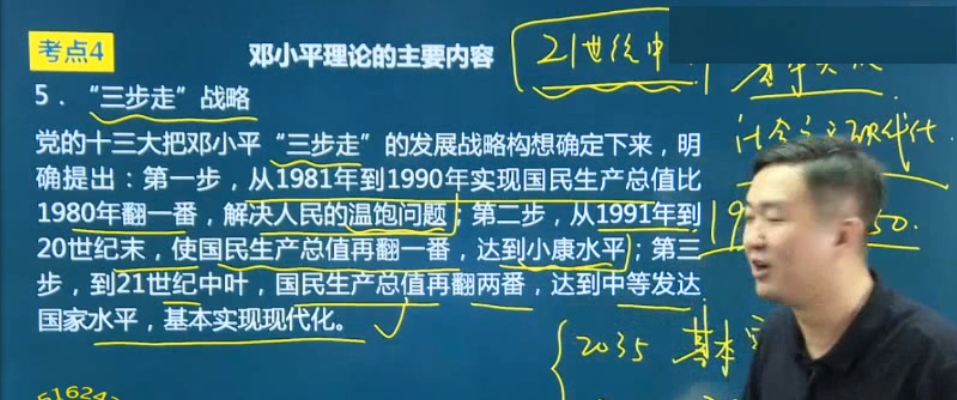 考点4
邓小平理论的主要内容
21世纪中
5．“三步走”战略
党的十三大把邓小平“三步走”的发展战略构想确定下来，明
确提出：第一步，从1981年到1990年实现国民生产总值比
1980年翻一番，解决人民的温饱问题；第二步，从1991年到
20世纪末，使国民生产总值再翻一番，达到小康水平；第三
步，到21世纪中叶，国民生产总值再翻两番，达到中等发达
国家水平，基本实现现代化。
社会主义现代化
19
50.
2035 基本